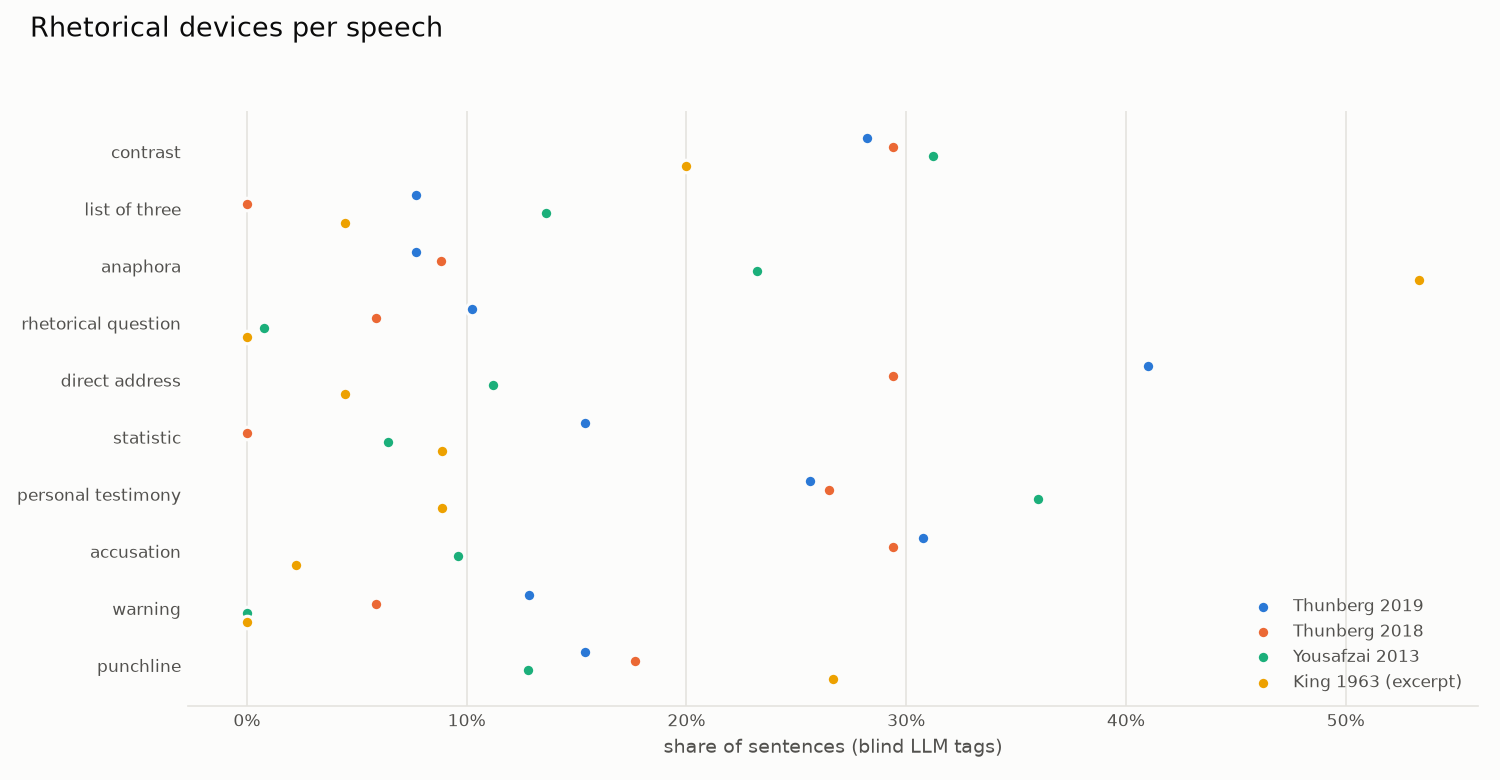 Rhetorical devices per speech
contrast
list of three
anaphora
rhetorical question
direct address
statistic
personal testimony
accusation
warning
punchline
Thunberg 2019
Thunberg 2018
Yousafzai 2013
King 1963 (excerpt)
0% 10% 20% 30% 40% 50%
share of sentences (blind LLM tags)